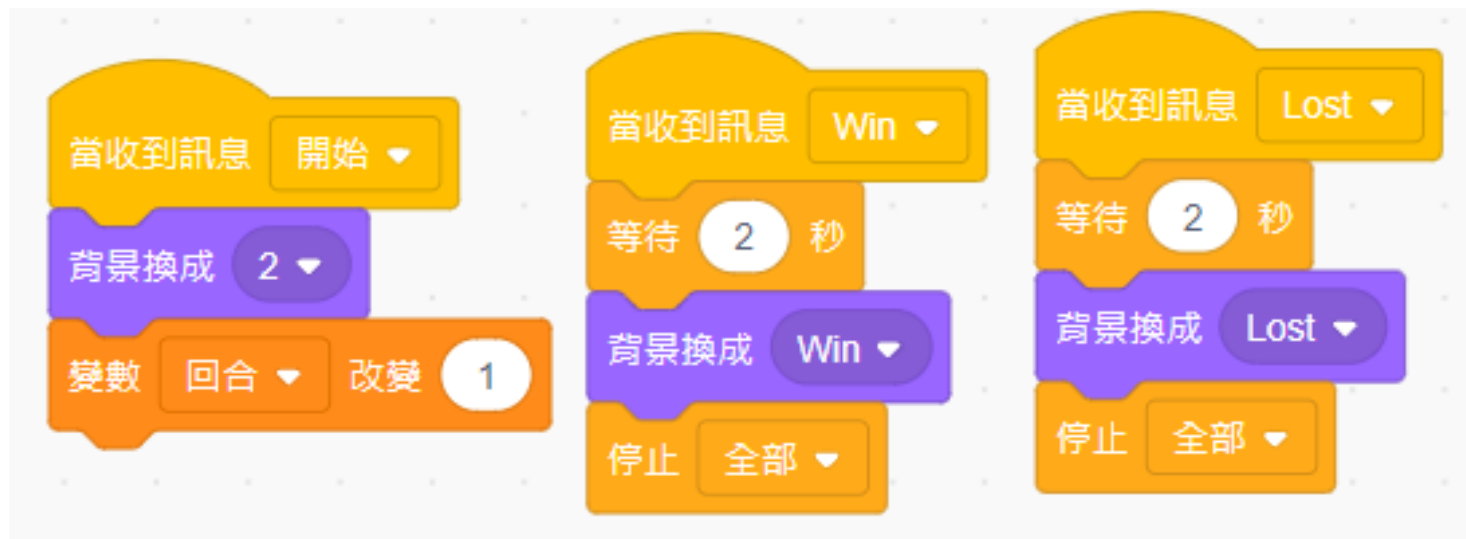 當收到訊息 開始
背景換成 2
變數 回合 改變 1
當收到訊息 Win
等待 2 秒
背景換成 Win
停止 全部
當收到訊息 Lost
等待 2 秒
背景換成 Lost
停止 全部